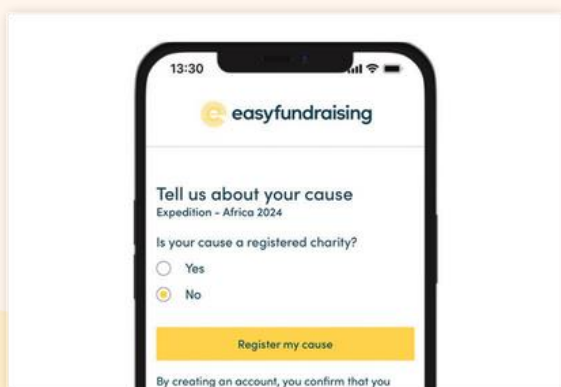 13:30
easyfundraising
Tell us about your cause
Expedition - Africa 2024
Is your cause a registered charity?
Yes
No
Register my cause
By creating an account, you confirm that you